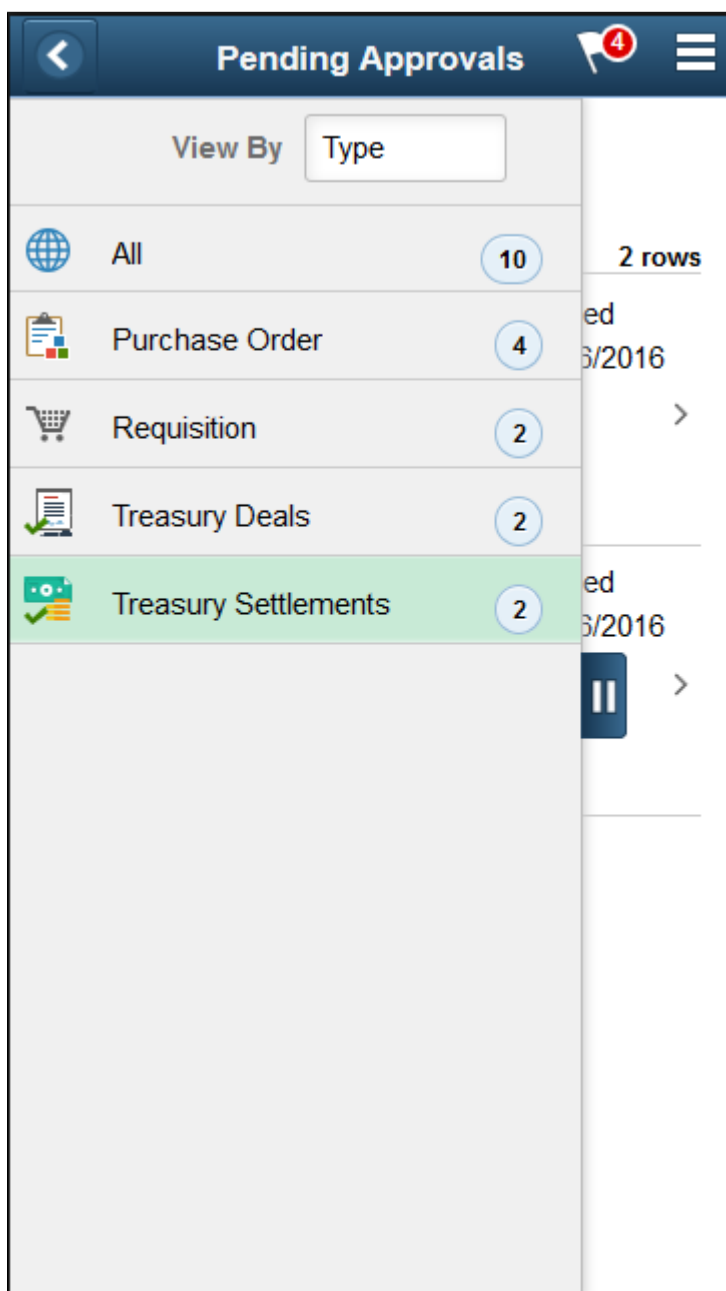 Pending Approvals 4
View By Type
All 10 2 rows
Purchase Order 4
ed
6/2016
Requisition 2
Treasury Deals 2
Treasury Settlements 2
ed
6/2016